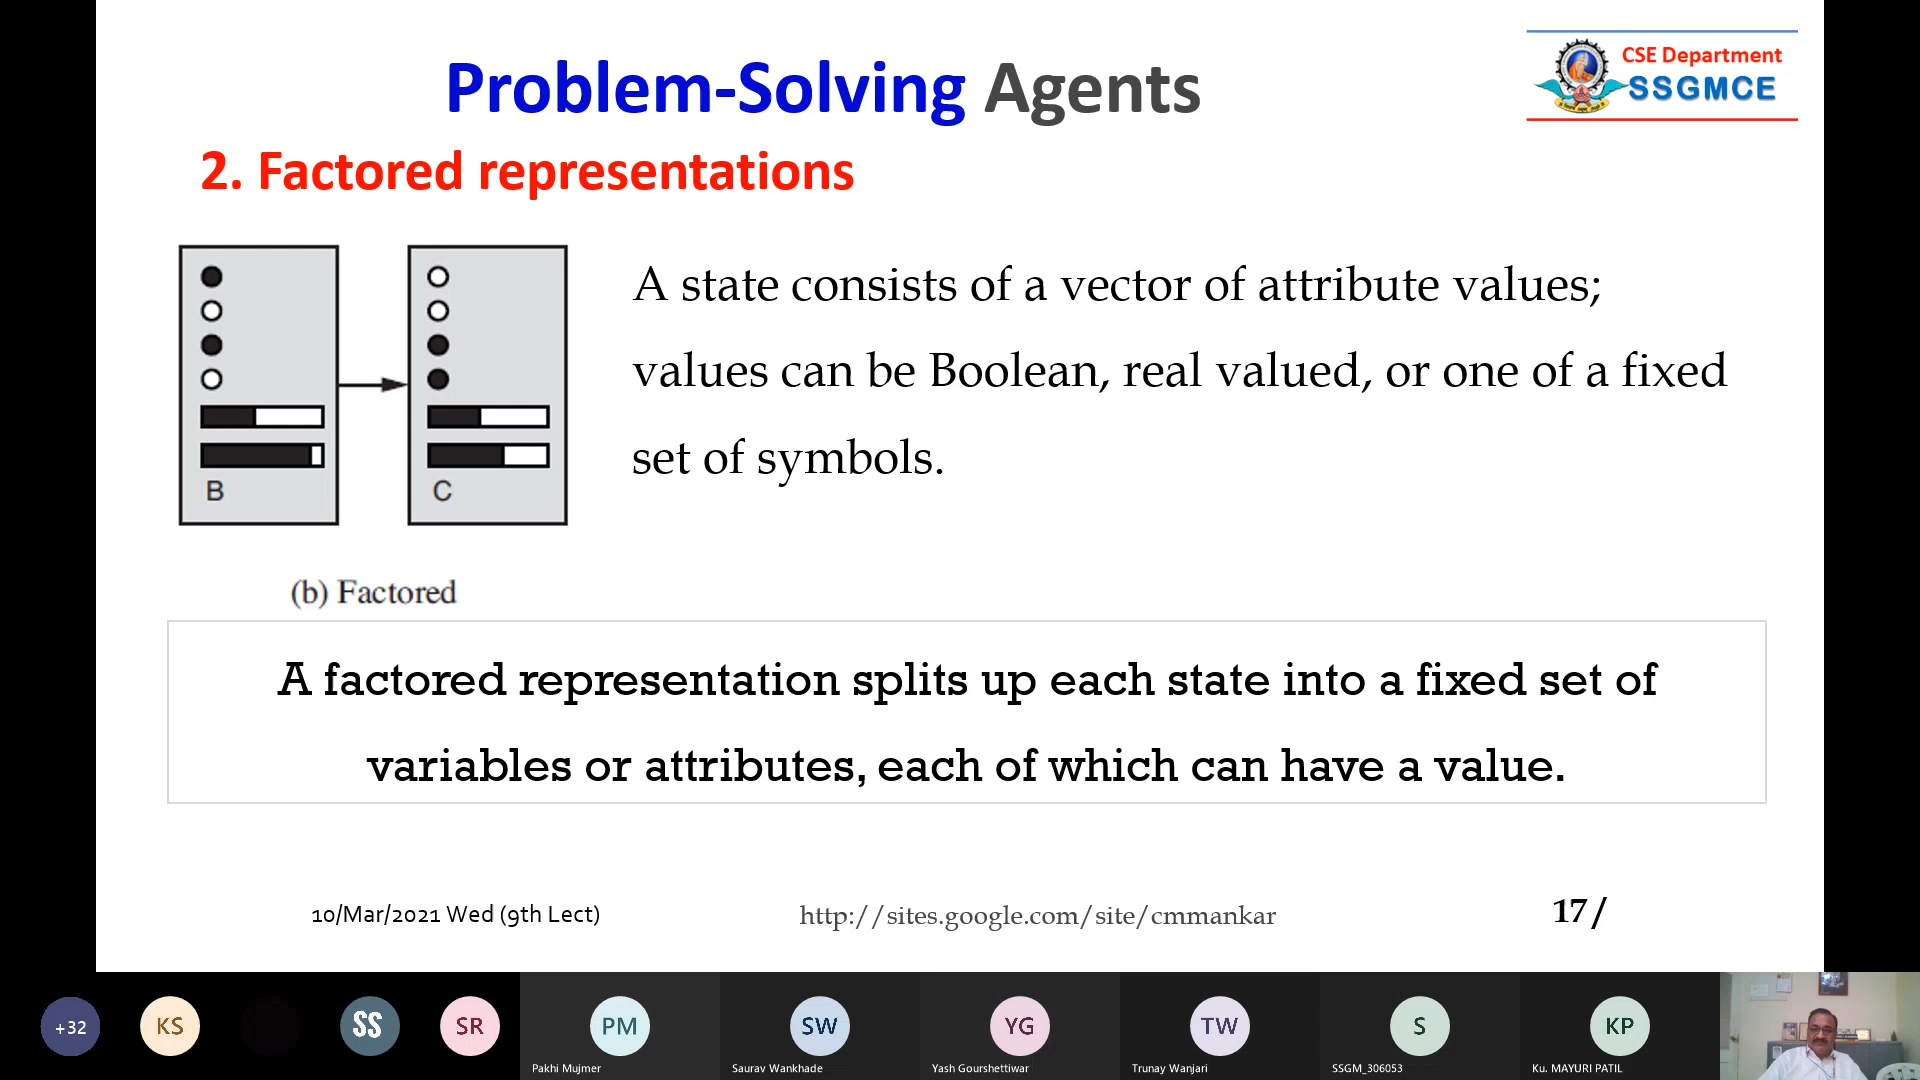 Problem-Solving Agents
CSE Department
SSGMCE
2. Factored representations
A state consists of a vector of attribute values;
values can be Boolean, real valued, or one of a fixed
set of symbols.
B
C
(b) Factored
A factored representation splits up each state into a fixed set of
variables or attributes, each of which can have a value.
10/Mar/2021 Wed (9th Lect)
http://sites.google.com/site/cmmankar
17/
+32
KS
SS
SR
PM
SW
YG
TW
S
KP
Pakhi Mujmer
Saurav Wankhade
Yash Gourshettiwar
Trunay Wanjari
SSGM_306053
Ku. MAYURI PATIL